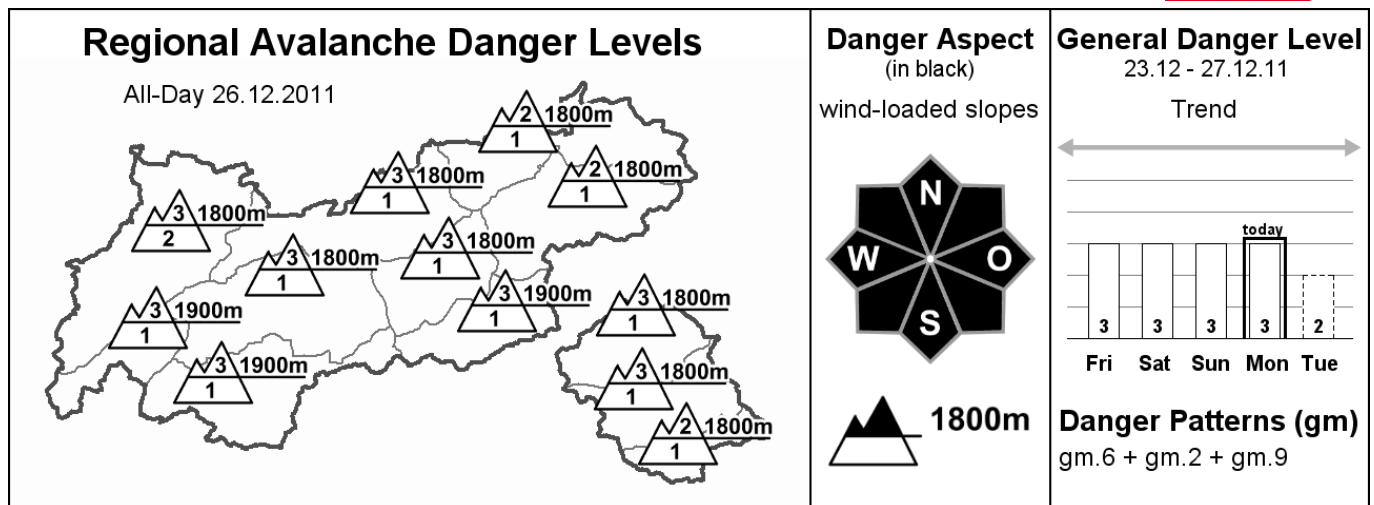 Regional Avalanche Danger Levels
All-Day 26.12.2011
2 1800m
1
3 1800m
1
2 1800m
1
3 1800m
2
3 1800m
1
3 1800m
1
3 1900m
1
3 1900m
1
3 1800m
1
3 1900m
1
3 1800m
1
2 1800m
1
Danger Aspect
(in black)
wind-loaded slopes
N
W O
S
1800m
General Danger Level
23.12 - 27.12.11
Trend
today
3 3 3 3 2
Fri Sat Sun Mon Tue
Danger Patterns (gm)
gm.6 + gm.2 + gm.9